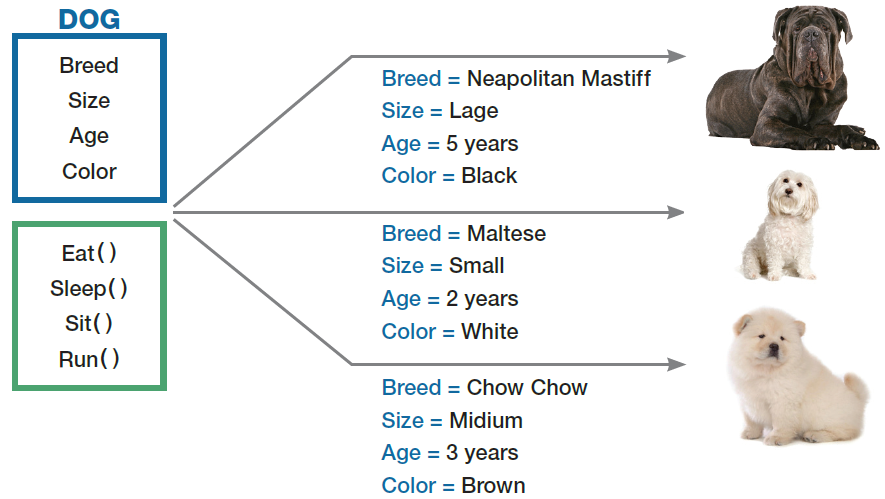 DOG
Breed
Size
Age
Color
Eat()
Sleep()
Sit()
Run()
Breed = Neapolitan Mastiff
Size = Lage
Age = 5 years
Color = Black
Breed = Maltese
Size = Small
Age = 2 years
Color = White
Breed = Chow Chow
Size = Midium
Age = 3 years
Color = Brown